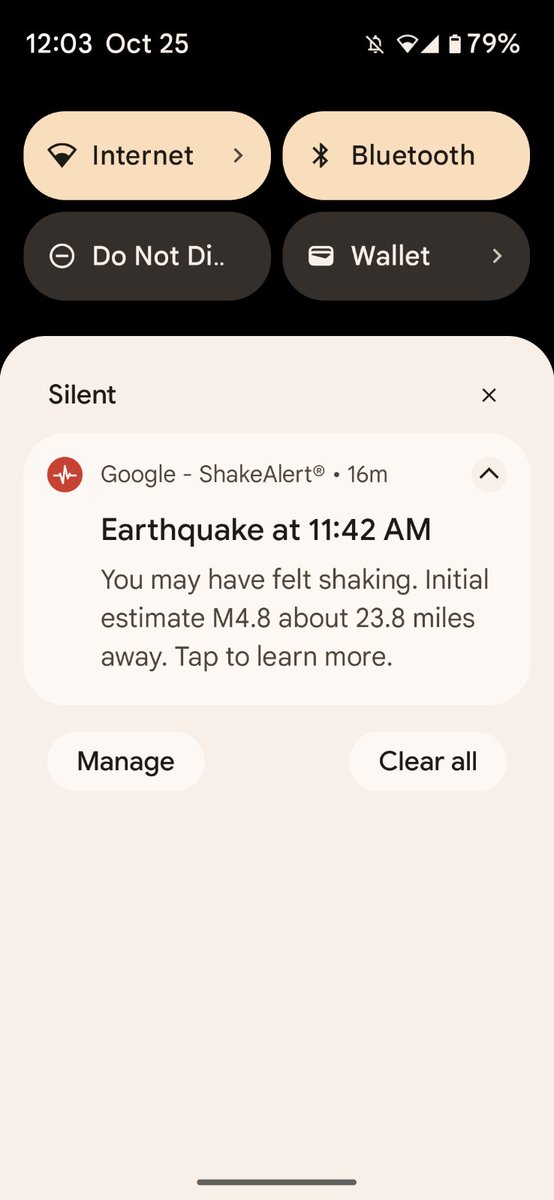 12:03 Oct 25 79%
Internet Bluetooth
Do Not Di.. Wallet
Silent
Google - ShakeAlert® • 16m
Earthquake at 11:42 AM
You may have felt shaking. Initial
estimate M4.8 about 23.8 miles
away. Tap to learn more.
Manage Clear all